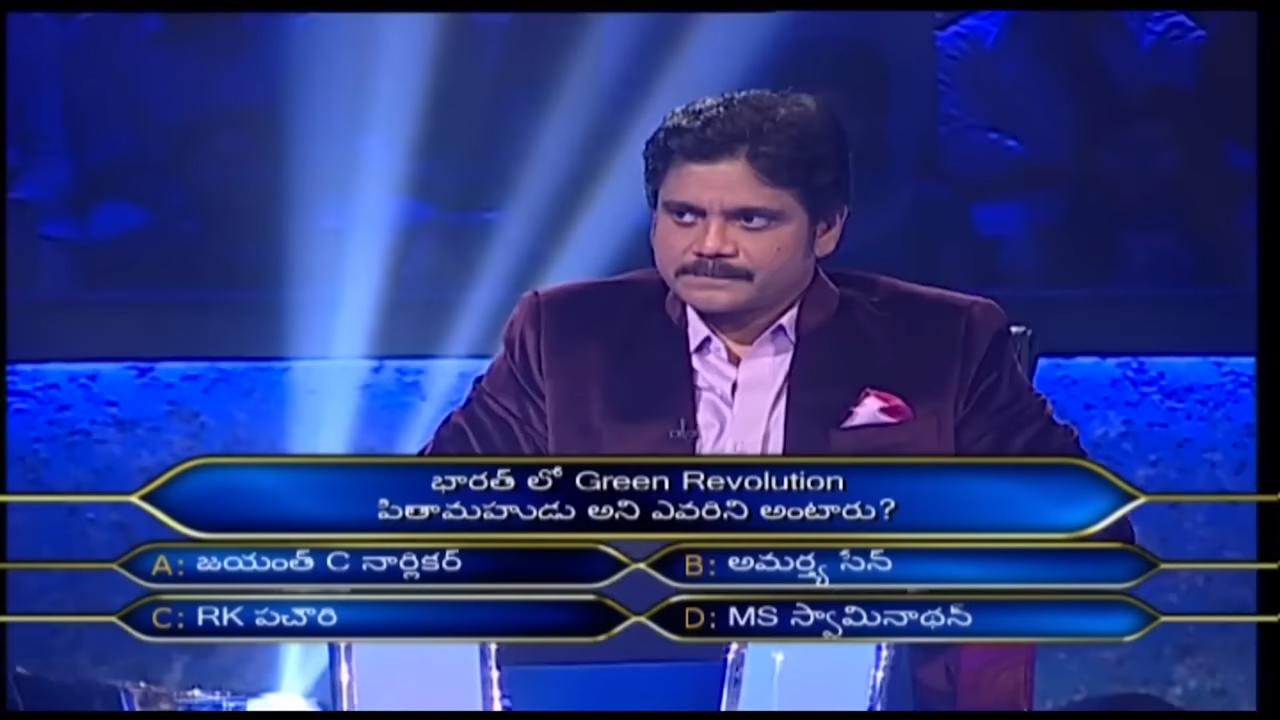 భారత్ లో Green Revolution
పితామహుడు అని ఎవరిని అంటారు?
A: జయంత్ C నార్లికర్
B: అమర్త్య సేన్
C: RK పచౌరి
D: MS స్వామినాథన్